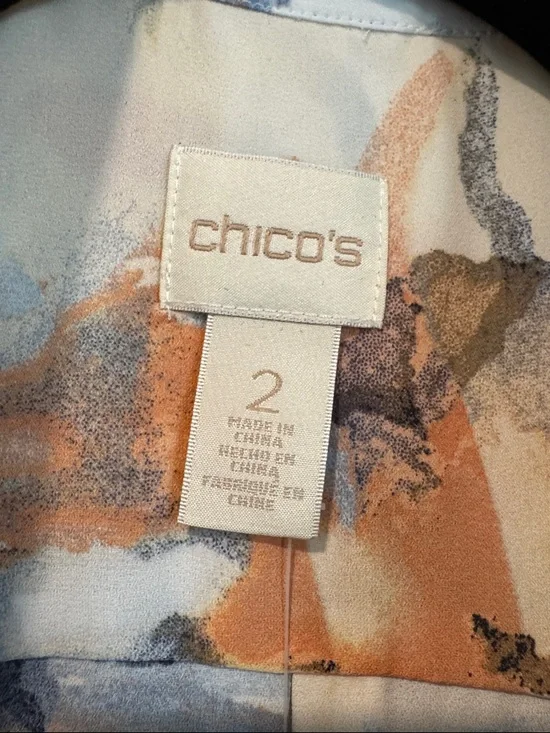 chico's
2
MADE IN
CHINA
HECHO EN
CHINA
FABRIQUÉ EN
CHINE